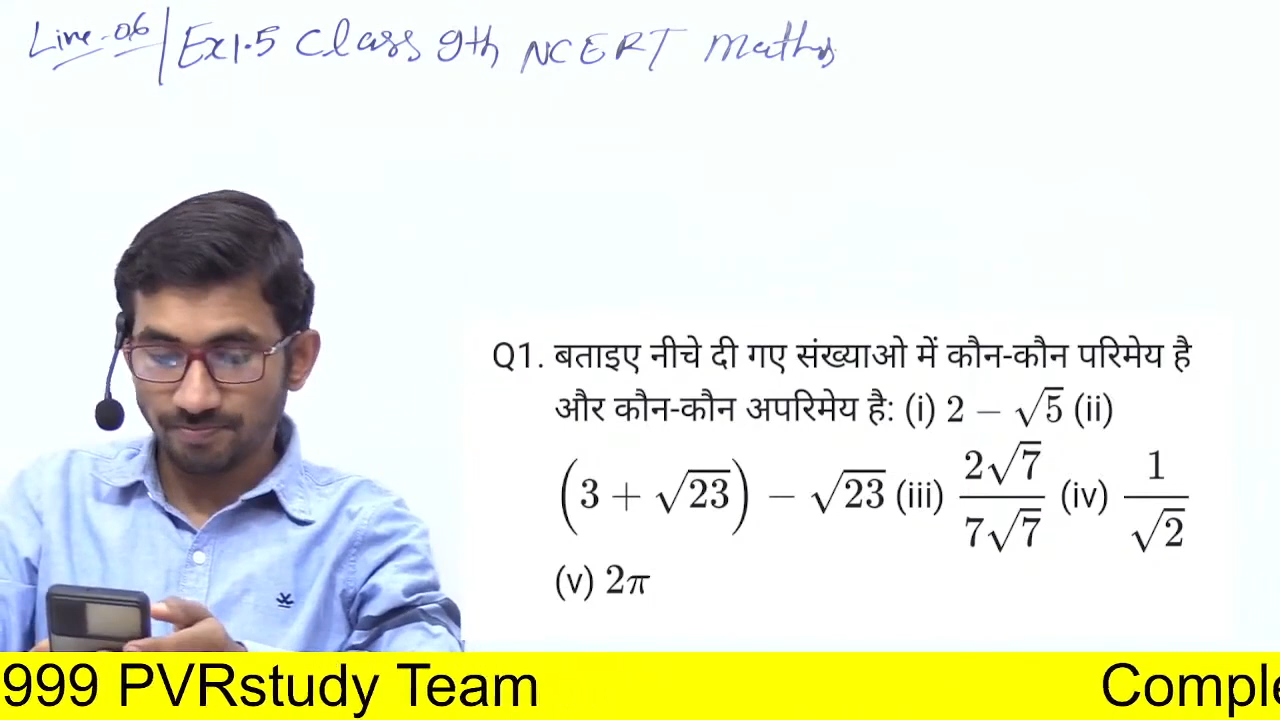 Line-06 | Ex1.5 Class 9th NCERT Maths
Q1. बताइए नीचे दी गए संख्याओ में कौन-कौन परिमेय है
और कौन-कौन अपरिमेय है: (i) 2 − √5 (ii)
(3 + √23) − √23 (iii) 2√7/7√7 (iv) 1/√2
(v) 2π
999 PVRstudy Team Comple